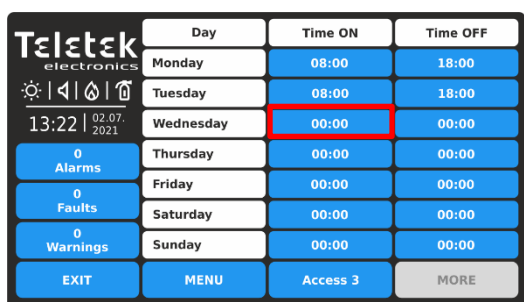 Teletek
electronics
13:22 02.07.
2021
0
Alarms
0
Faults
0
Warnings
EXIT
Day Time ON Time OFF
Monday 08:00 18:00
Tuesday 08:00 18:00
Wednesday 00:00 00:00
Thursday 00:00 00:00
Friday 00:00 00:00
Saturday 00:00 00:00
Sunday 00:00 00:00
MENU Access 3 MORE